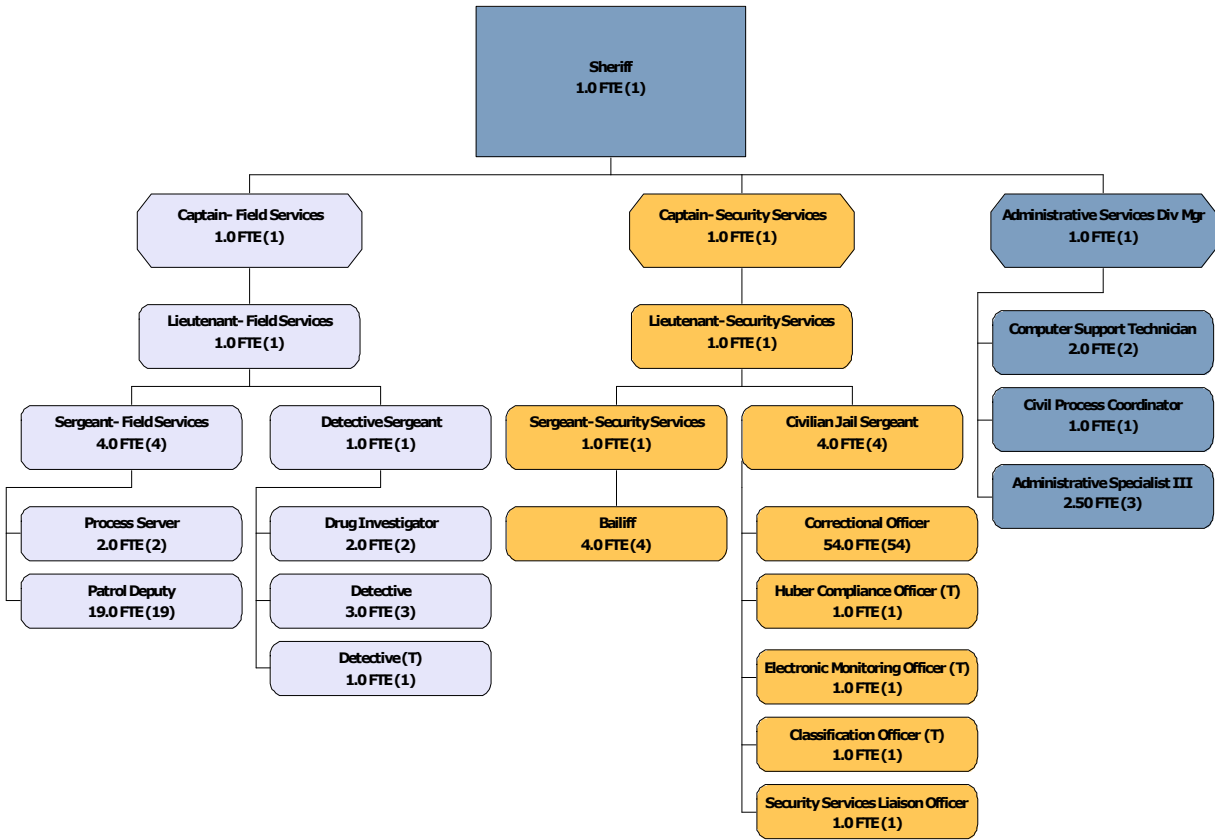 Sheriff
1.0 FTE (1)
Captain- Field Services
1.0 FTE (1)
Captain- Security Services
1.0 FTE (1)
Administrative Services Div Mgr
1.0 FTE (1)
Lieutenant- Field Services
1.0 FTE (1)
Lieutenant- Security Services
1.0 FTE (1)
Computer Support Technician
2.0 FTE (2)
Civil Process Coordinator
1.0 FTE (1)
Administrative Specialist III
2.50 FTE (3)
Sergeant- Field Services
4.0 FTE (4)
Detective Sergeant
1.0 FTE (1)
Sergeant- Security Services
1.0 FTE (1)
Civilian Jail Sergeant
4.0 FTE (4)
Process Server
2.0 FTE (2)
Patrol Deputy
19.0 FTE (19)
Drug Investigator
2.0 FTE (2)
Detective
3.0 FTE (3)
Detective (T)
1.0 FTE (1)
Bailiff
4.0 FTE (4)
Correctional Officer
54.0 FTE (54)
Huber Compliance Officer (T)
1.0 FTE (1)
Electronic Monitoring Officer (T)
1.0 FTE (1)
Classification Officer (T)
1.0 FTE (1)
Security Services Liaison Officer
1.0 FTE (1)